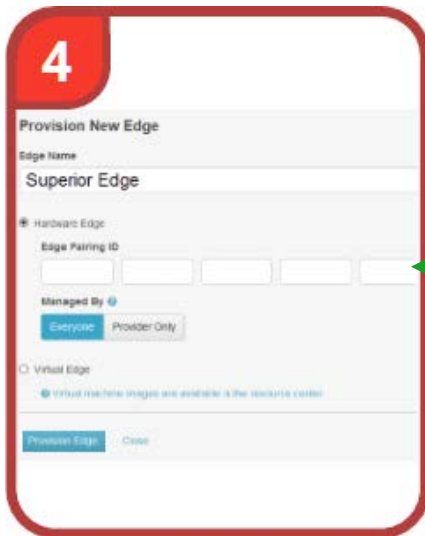 4
Provision New Edge
Edge Name
Superior Edge
Hardware Edge
Edge Pairing ID
Managed By
Everyone Provider Only
Virtual Edge
Virtual machine images are available in the resource center
Provision Edge Close